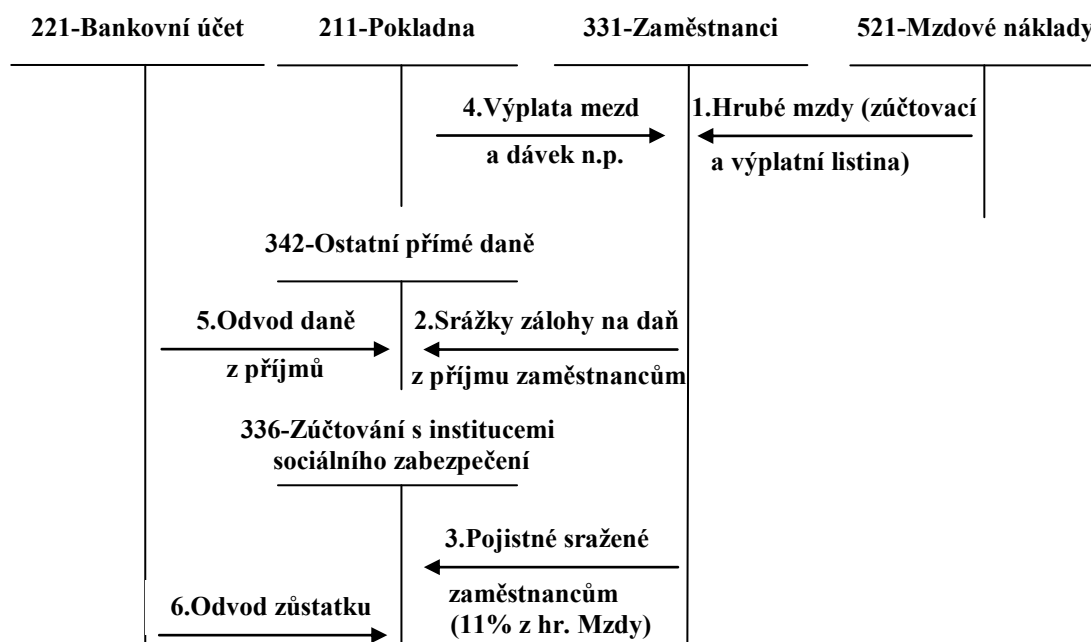 221-Bankovní účet 211-Pokladna 331-Zaměstnanci 521-Mzdové náklady
4.Výplata mezd
a dávek n.p.
1.Hrubé mzdy (zúčtovací
a výplatní listina)
342-Ostatní přímé daně
5.Odvod daně
z příjmů
2.Srážky zálohy na daň
z příjmu zaměstnancům
336-Zúčtování s institucemi
sociálního zabezpečení
3.Pojistné sražené
zaměstnancům
(11% z hr. Mzdy)
6.Odvod zůstatku